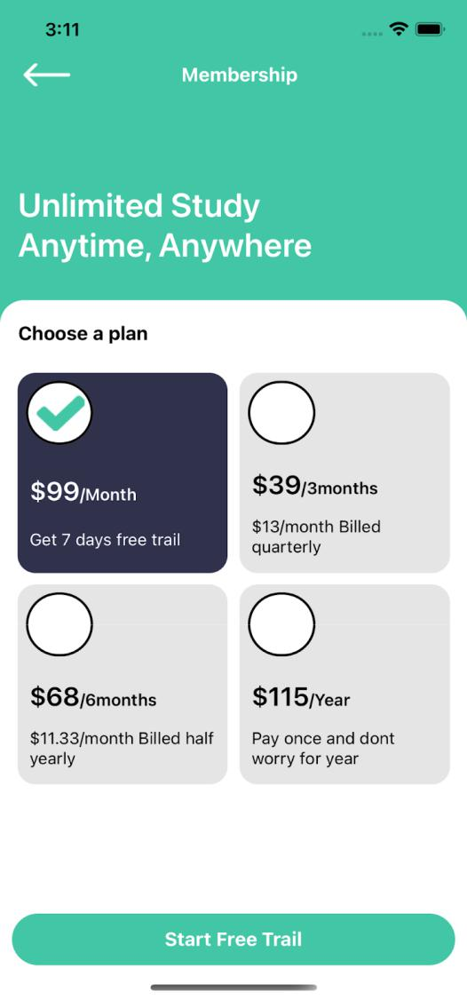 3:11
Membership
Unlimited Study
Anytime, Anywhere
Choose a plan
$99/Month
Get 7 days free trail
$39/3months
$13/month Billed
quarterly
$68/6months
$11.33/month Billed half
yearly
$115/Year
Pay once and dont
worry for year
Start Free Trail